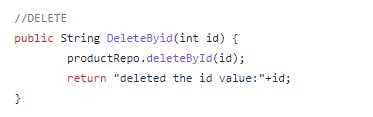 //DELETE
public String DeleteByid(int id) {
productRepo.deleteById(id);
return "deleted the id value:"+id;
}